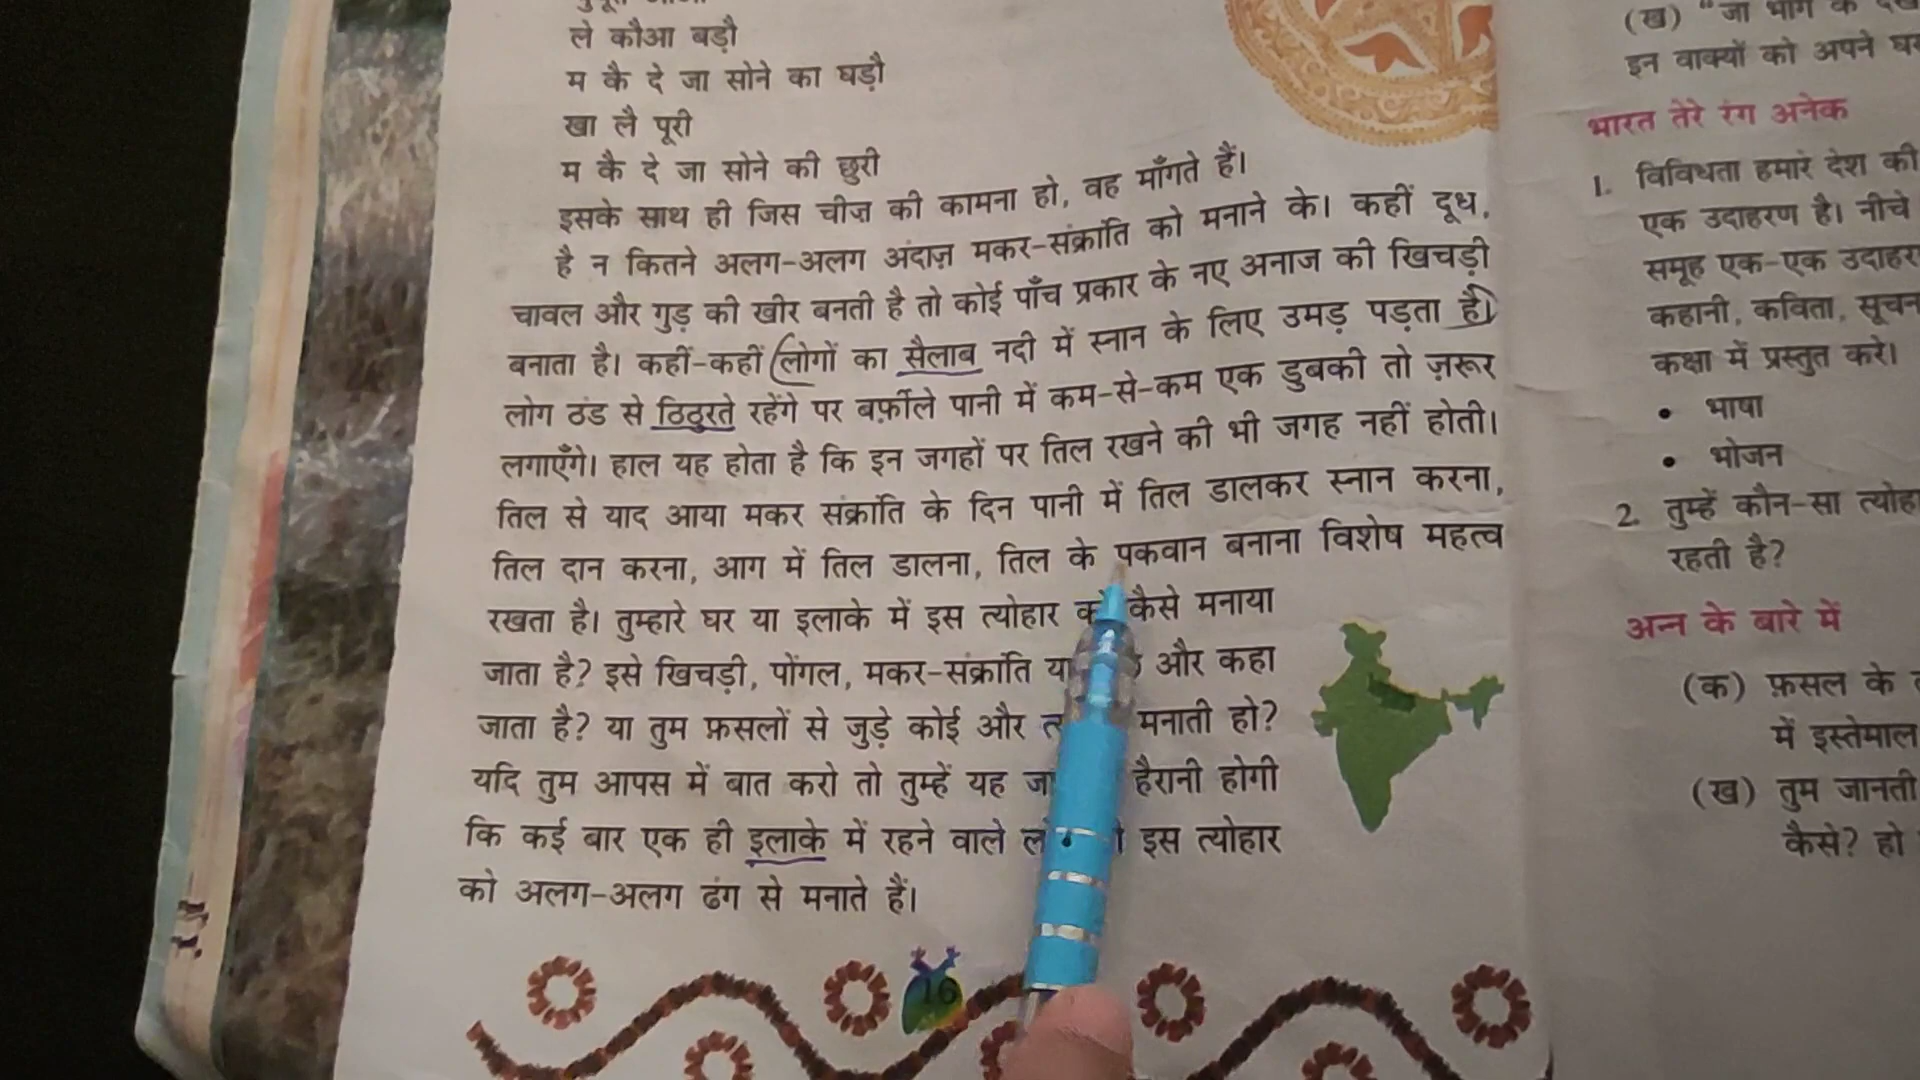 ले कौआ बड़ौ
म कै दे जा सोने का घड़ौ
खा लै पूरी
म कै दे जा सोने की छुरी
इसके साथ ही जिस चीज़ की कामना हो, वह माँगते हैं।
है न कितने अलग-अलग अंदाज़ मकर-संक्रांति को मनाने के। कहीं दूध,
चावल और गुड़ की खीर बनती है तो कोई पाँच प्रकार के नए अनाज की खिचड़ी
बनाता है। कहीं-कहीं (लोगों का सैलाब नदी में स्नान के लिए उमड़ पड़ता है।)
लोग ठंड से ठिठुरते रहेंगे पर बर्फ़ीले पानी में कम-से-कम एक डुबकी तो ज़रूर
लगाएँगे। हाल यह होता है कि इन जगहों पर तिल रखने की भी जगह नहीं होती।
तिल से याद आया मकर संक्रांति के दिन पानी में तिल डालकर स्नान करना,
तिल दान करना, आग में तिल डालना, तिल के पकवान बनाना विशेष महत्व
रखता है। तुम्हारे घर या इलाके में इस त्योहार को कैसे मनाया
जाता है? इसे खिचड़ी, पोंगल, मकर-संक्रांति या और कहा
जाता है? या तुम फ़सलों से जुड़े कोई और मनाती हो?
यदि तुम आपस में बात करो तो तुम्हें यह हैरानी होगी
कि कई बार एक ही इलाके में रहने वाले इस त्योहार
को अलग-अलग ढंग से मनाते हैं।
16
(ख)
इन वाक्यों को अपने
भारत तेरे रंग अनेक
1. विविधता हमारे देश की
एक उदाहरण है। नीचे
समूह एक-एक
कहानी, कविता,
कक्षा में प्रस्तुत करे।
• भाषा
• भोजन
2. तुम्हें कौन-सा
रहती है?
अन्न के बारे में
(क) फ़सल के
में इस्तेमाल
(ख) तुम जानती
कैसे? हो